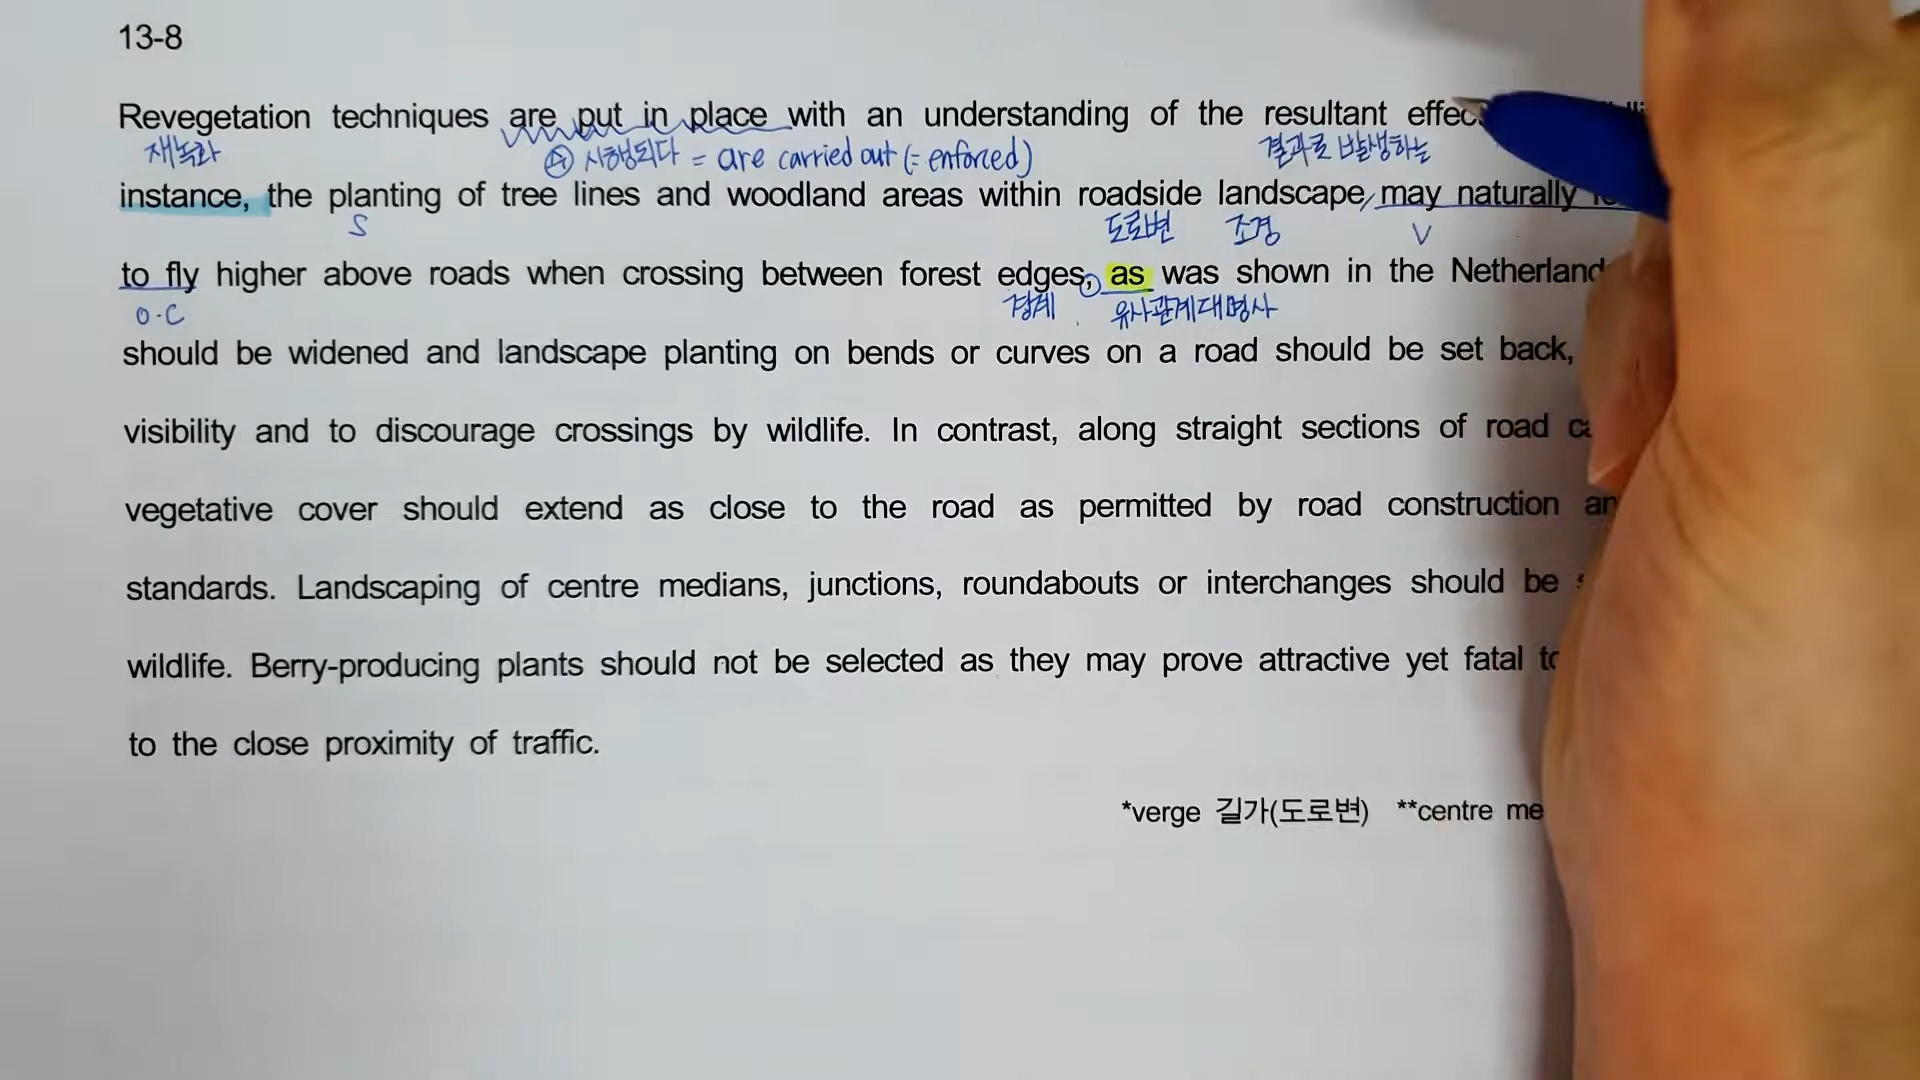 13-8
Revegetation techniques are put in place with an understanding of the resultant
재녹화 수 시행되다 = are carried out (= enforced) 결과로 발생하는
instance, the planting of tree lines and woodland areas within roadside landscape, may naturally
S 도로변 조경 V
to fly higher above roads when crossing between forest edges, as was shown in the
O·C 경계 유사관계대명사
should be widened and landscape planting on bends or curves on a road should be set back,
visibility and to discourage crossings by wildlife. In contrast, along straight sections of road
vegetative cover should extend as close to the road as permitted by road construction
standards. Landscaping of centre medians, junctions, roundabouts or interchanges should be
wildlife. Berry-producing plants should not be selected as they may prove attractive yet fatal
to the close proximity of traffic.
*verge 길가(도로변) **centre